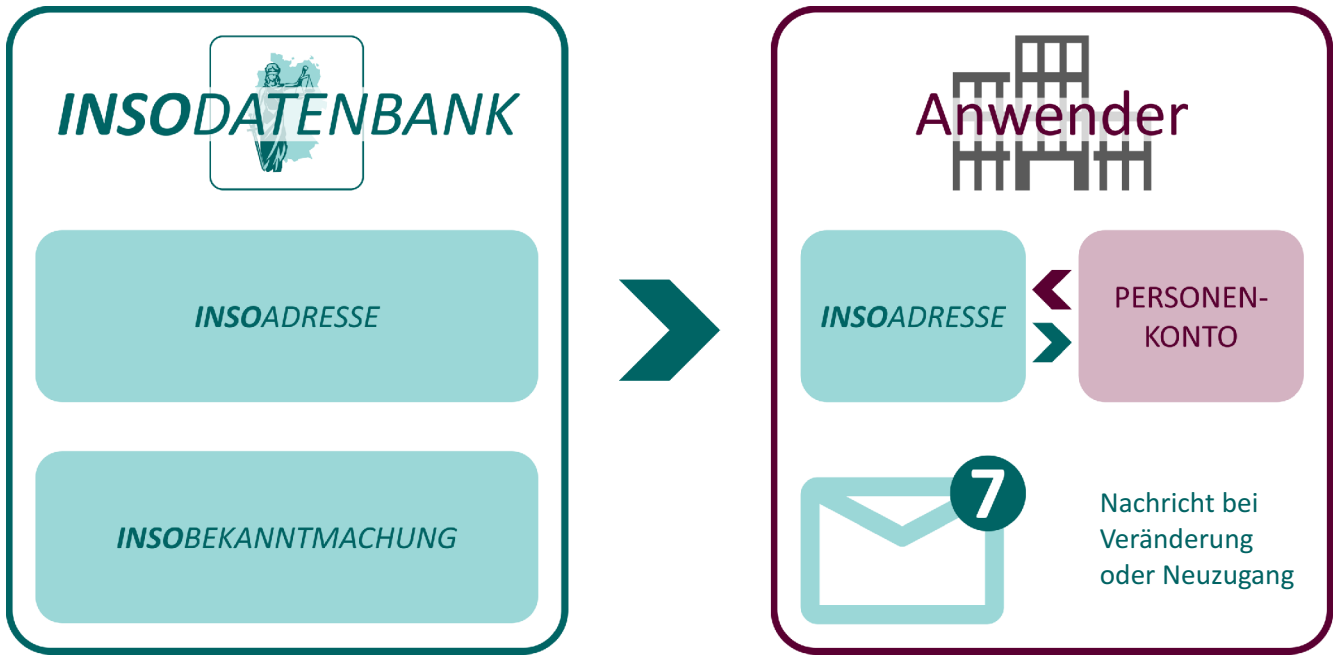 INSODATENBANK
INSOADRESSE
INSOBEKANNTMACHUNG
Anwender
INSOADRESSE
PERSONEN-
KONTO
7
Nachricht bei
Veränderung
oder Neuzugang